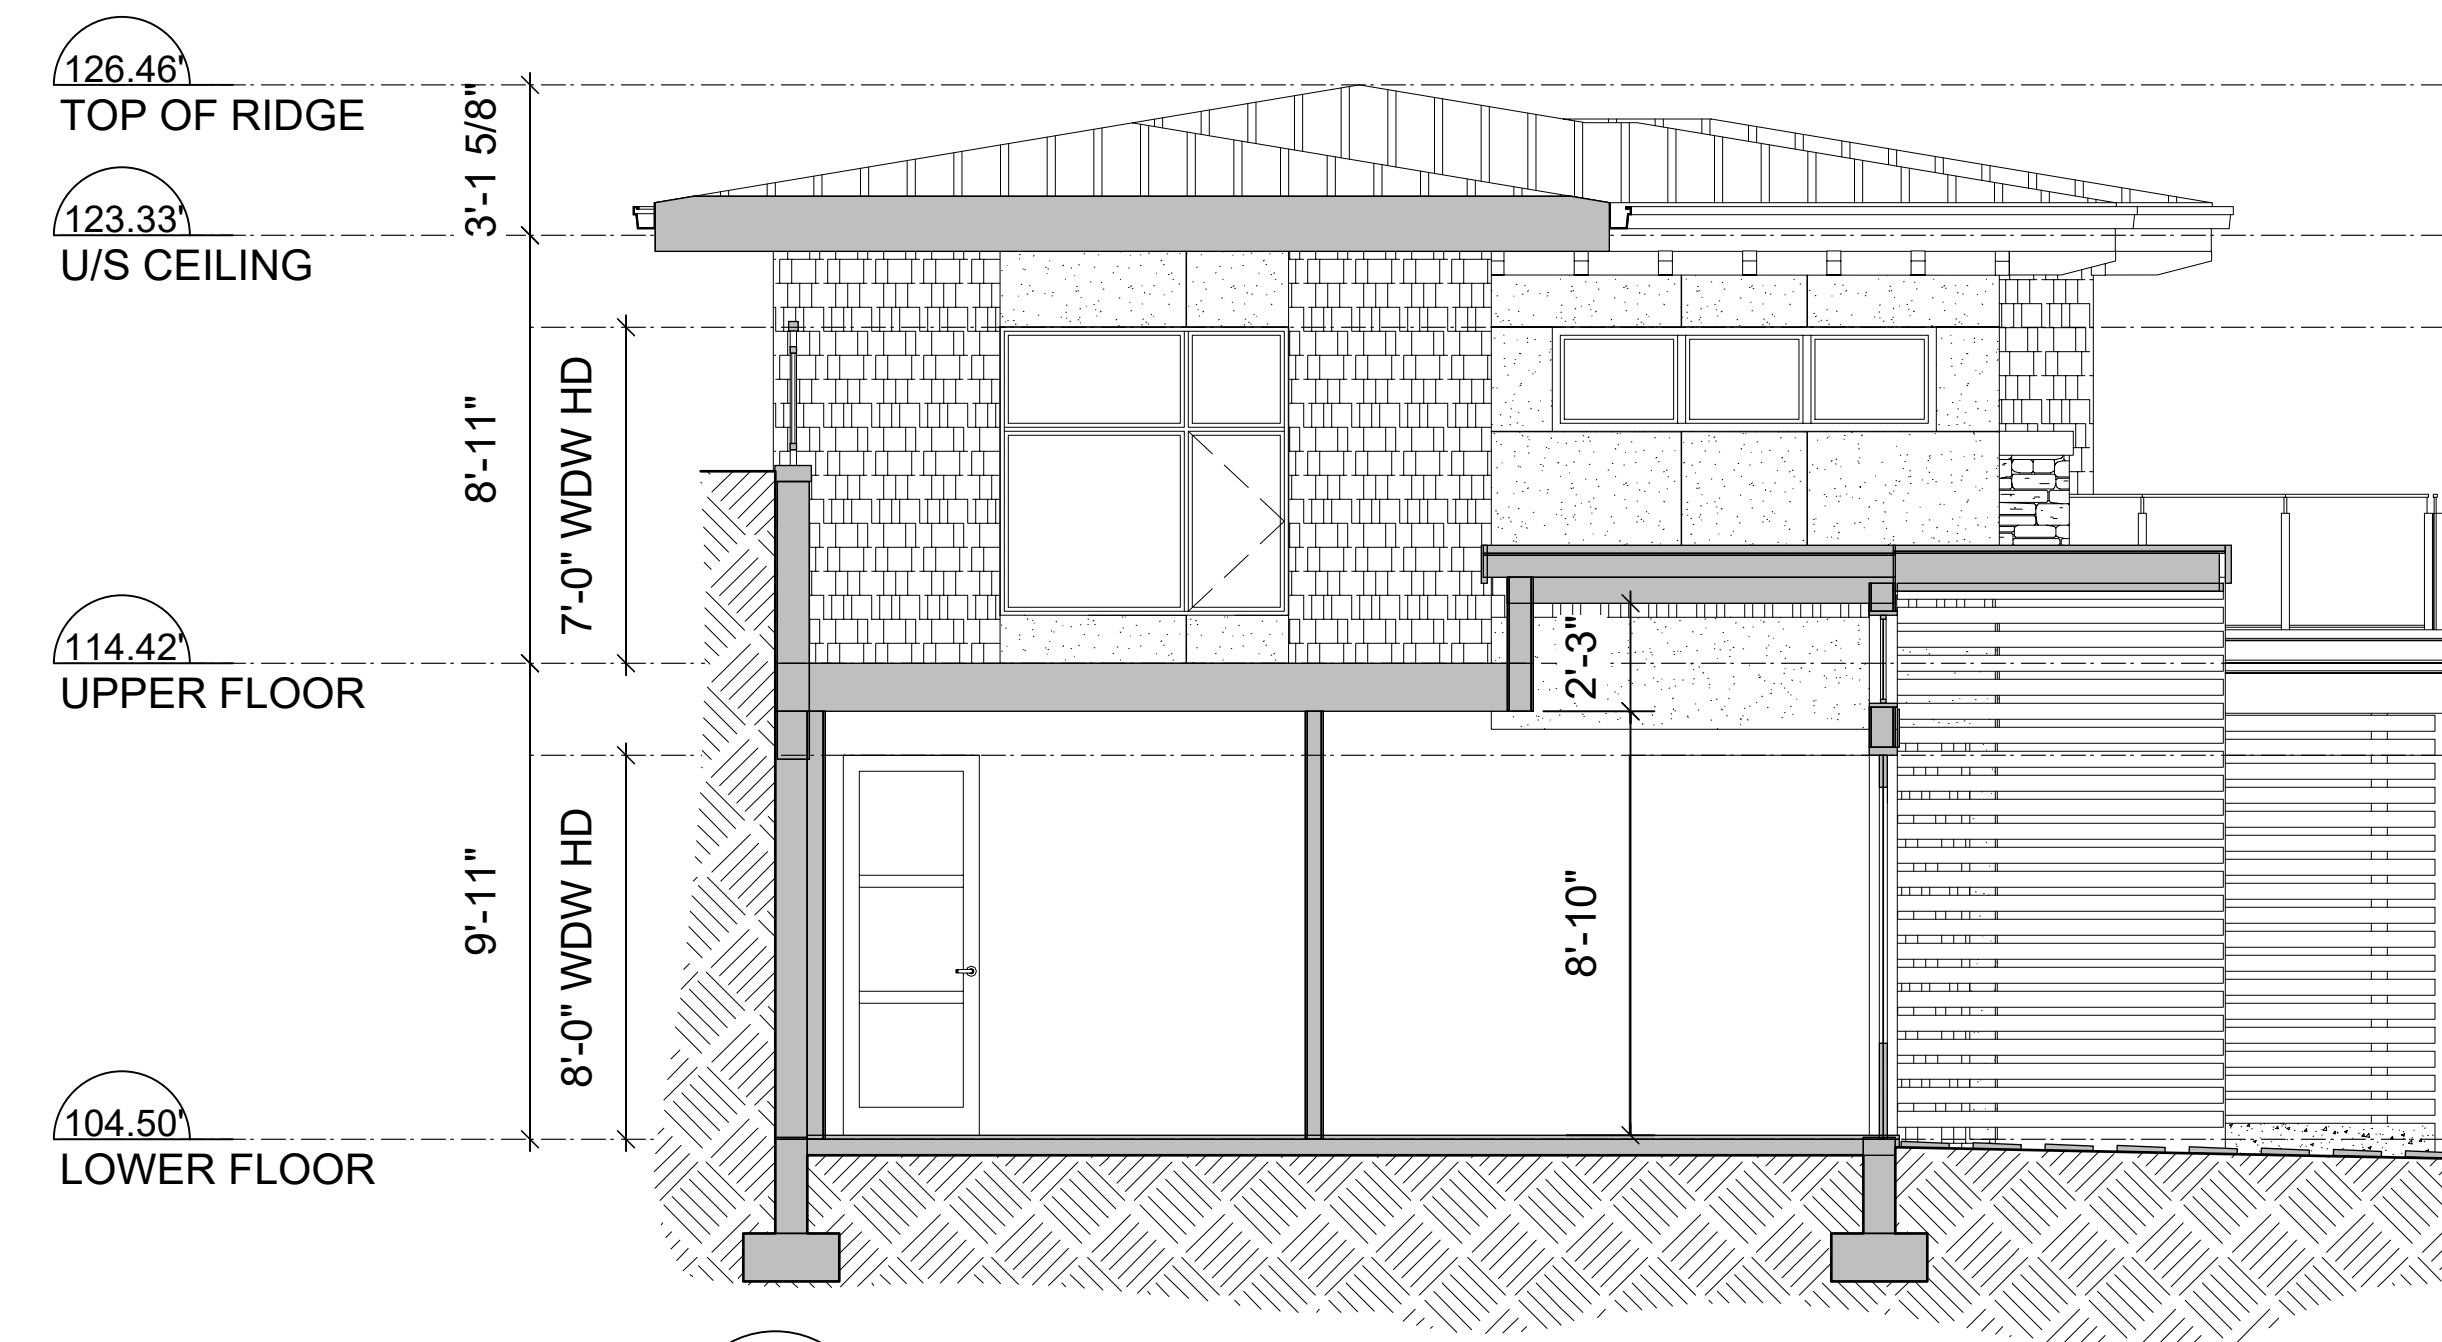 126.46'
TOP OF RIDGE
3'-1 5/8"
123.33'
U/S CEILING
8'-11"
7'-0" WDW HD
114.42'
UPPER FLOOR
2'-3"
9'-11"
8'-0" WDW HD
8'-10"
104.50'
LOWER FLOOR